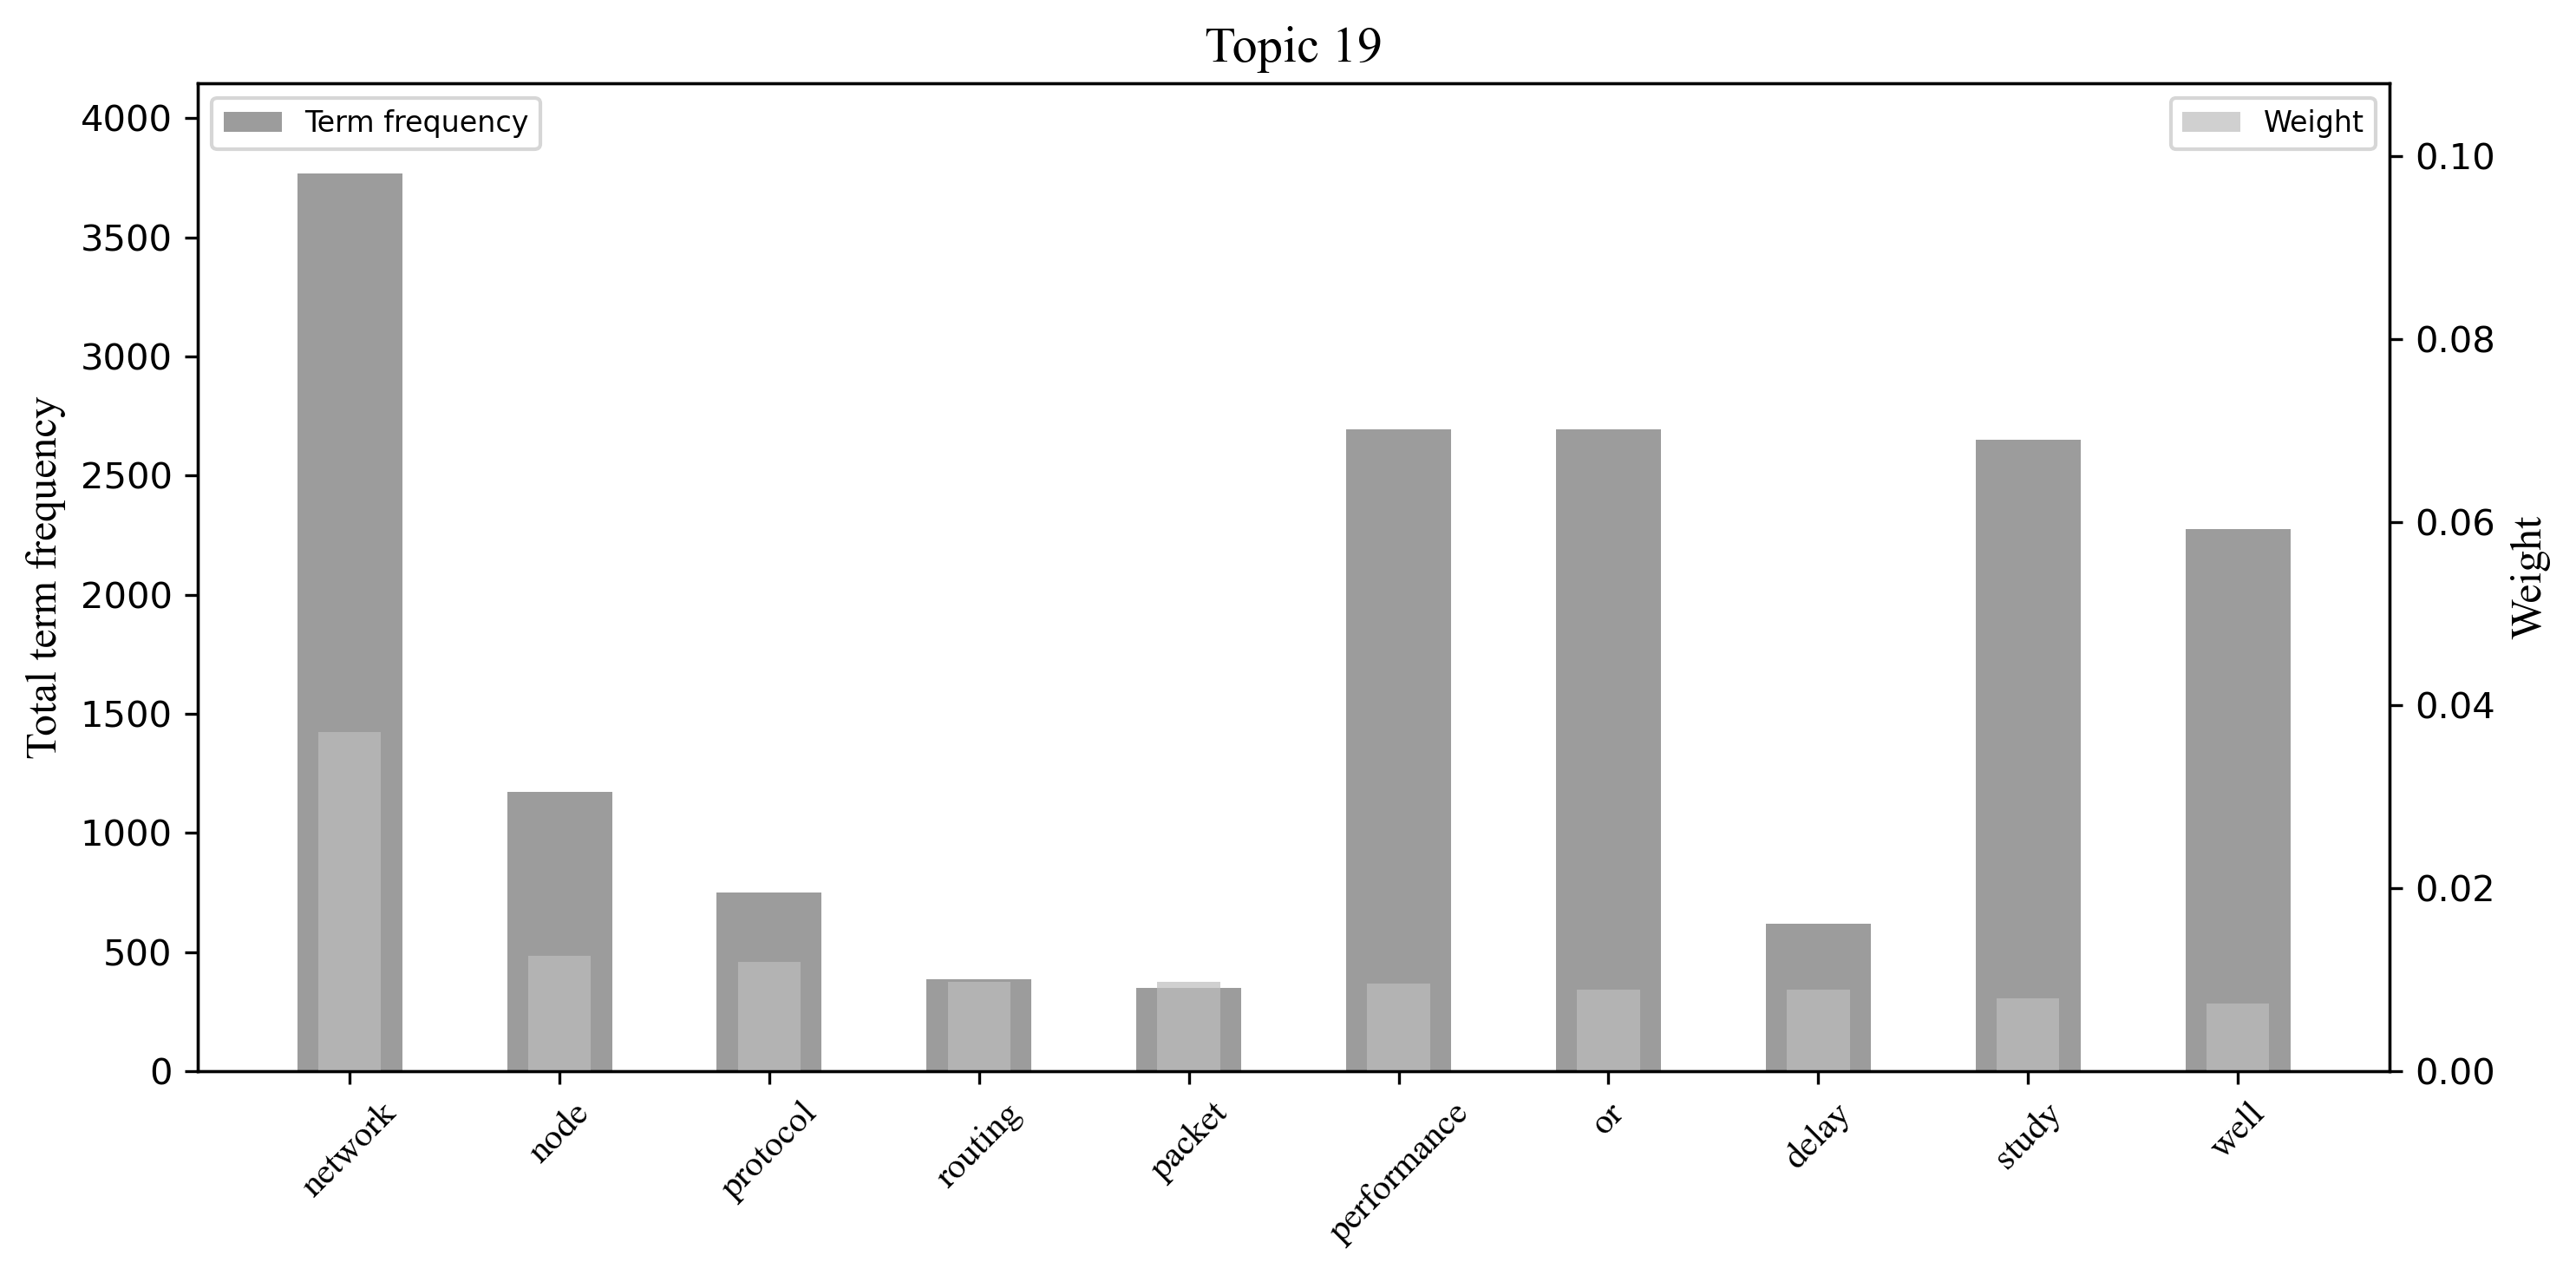 Topic 19
Term frequency
Weight
4000
3500
3000
2500
2000
1500
1000
500
0
Total term frequency
0.10
0.08
0.06
0.04
0.02
0.00
Weight
network
node
protocol
routing
packet
performance
or
delay
study
well